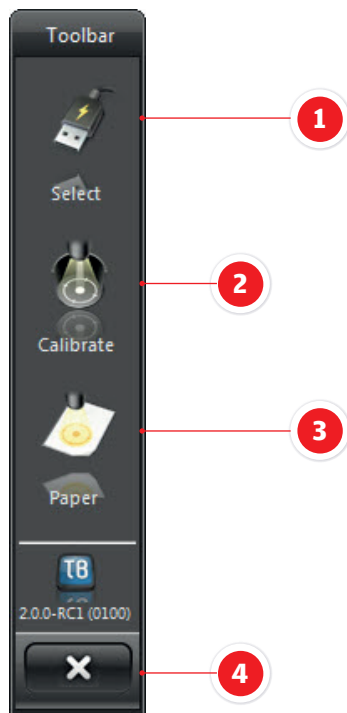 Toolbar
1
Select
2
Calibrate
3
Paper
TB
2.0.0-RC1 (0100)
4